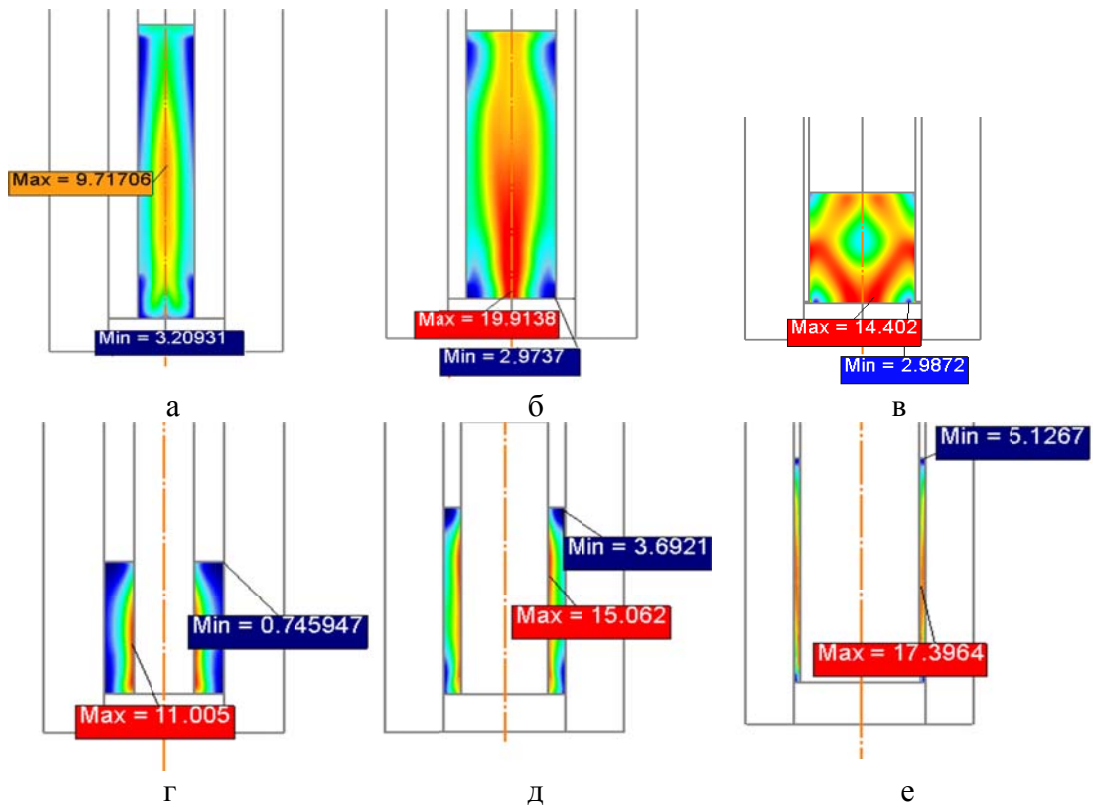 Max = 9.71706
Min = 3.20931
а
Max = 19.9138
Min = 2.9737
б
Max = 14.402
Min = 2.9872
в
Min = 0.745947
Max = 11.005
г
Min = 3.6921
Max = 15.062
д
Min = 5.1267
Max = 17.3964
е